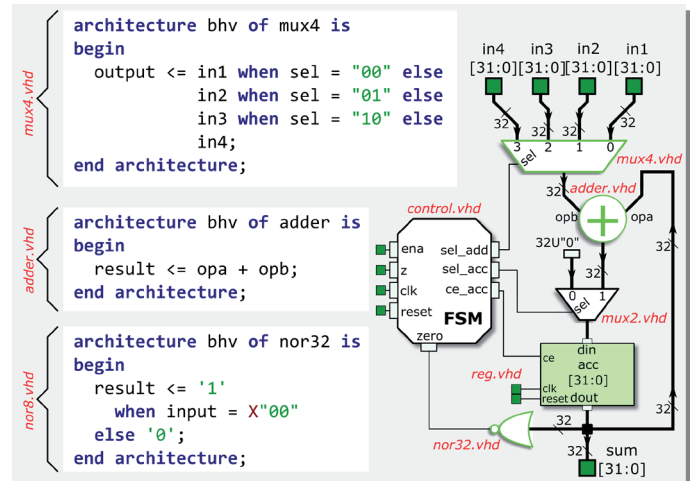 mux4.vhd
architecture bhv of mux4 is
begin
output <= in1 when sel = "00" else
in2 when sel = "01" else
in3 when sel = "10" else
in4;
end architecture;
adder.vhd
architecture bhv of adder is
begin
result <= opa + opb;
end architecture;
nor8.vhd
architecture bhv of nor32 is
begin
result <= '1'
when input = X"00"
else '0';
end architecture;
in4 in3 in2 in1
[31:0] [31:0] [31:0] [31:0]
32 32 32 32
3 2 1 0
sel
mux4.vhd
32
adder.vhd
opb opa
control.vhd
ena
z
clk
reset
sel_add
sel_acc
ce_acc
FSM
zero
32U"0"
32
32
0 1
sel
mux2.vhd
din
ce
acc
[31:0]
reg.vhd
clk
reset
dout
32
32
nor32.vhd
32
sum
[31:0]